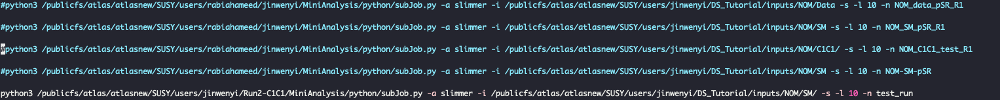 #python3 /publicfs/atlas/atlasnew/SUSY/users/rabiahameed/jinwenyi/MiniAnalysis/python/subJob.py -a slimmer -i /publicfs/atlas/atlasnew/SUSY/users/jinwenyi/DS_Tutorial/inputs/NOM/Data -s -l 10 -n NOM_data_pSR_R1
#python3 /publicfs/atlas/atlasnew/SUSY/users/rabiahameed/jinwenyi/MiniAnalysis/python/subJob.py -a slimmer -i /publicfs/atlas/atlasnew/SUSY/users/jinwenyi/DS_Tutorial/inputs/NOM/SM -s -l 10 -n NOM_SM_pSR_R1
#python3 /publicfs/atlas/atlasnew/SUSY/users/rabiahameed/jinwenyi/MiniAnalysis/python/subJob.py -a slimmer -i /publicfs/atlas/atlasnew/SUSY/users/jinwenyi/DS_Tutorial/inputs/NOM/C1C1/ -s -l 10 -n NOM_C1C1_test_R1
#python3 /publicfs/atlas/atlasnew/SUSY/users/rabiahameed/jinwenyi/MiniAnalysis/python/subJob.py -a slimmer -i /publicfs/atlas/atlasnew/SUSY/users/jinwenyi/DS_Tutorial/inputs/NOM/SM -s -l 10 -n NOM-SM-pSR
python3 /publicfs/atlas/atlasnew/SUSY/users/jinwenyi/Run2-C1C1/MiniAnalysis/python/subJob.py -a slimmer -i /publicfs/atlas/atlasnew/SUSY/users/jinwenyi/DS_Tutorial/inputs/NOM/SM/ -s -l 10 -n test_run